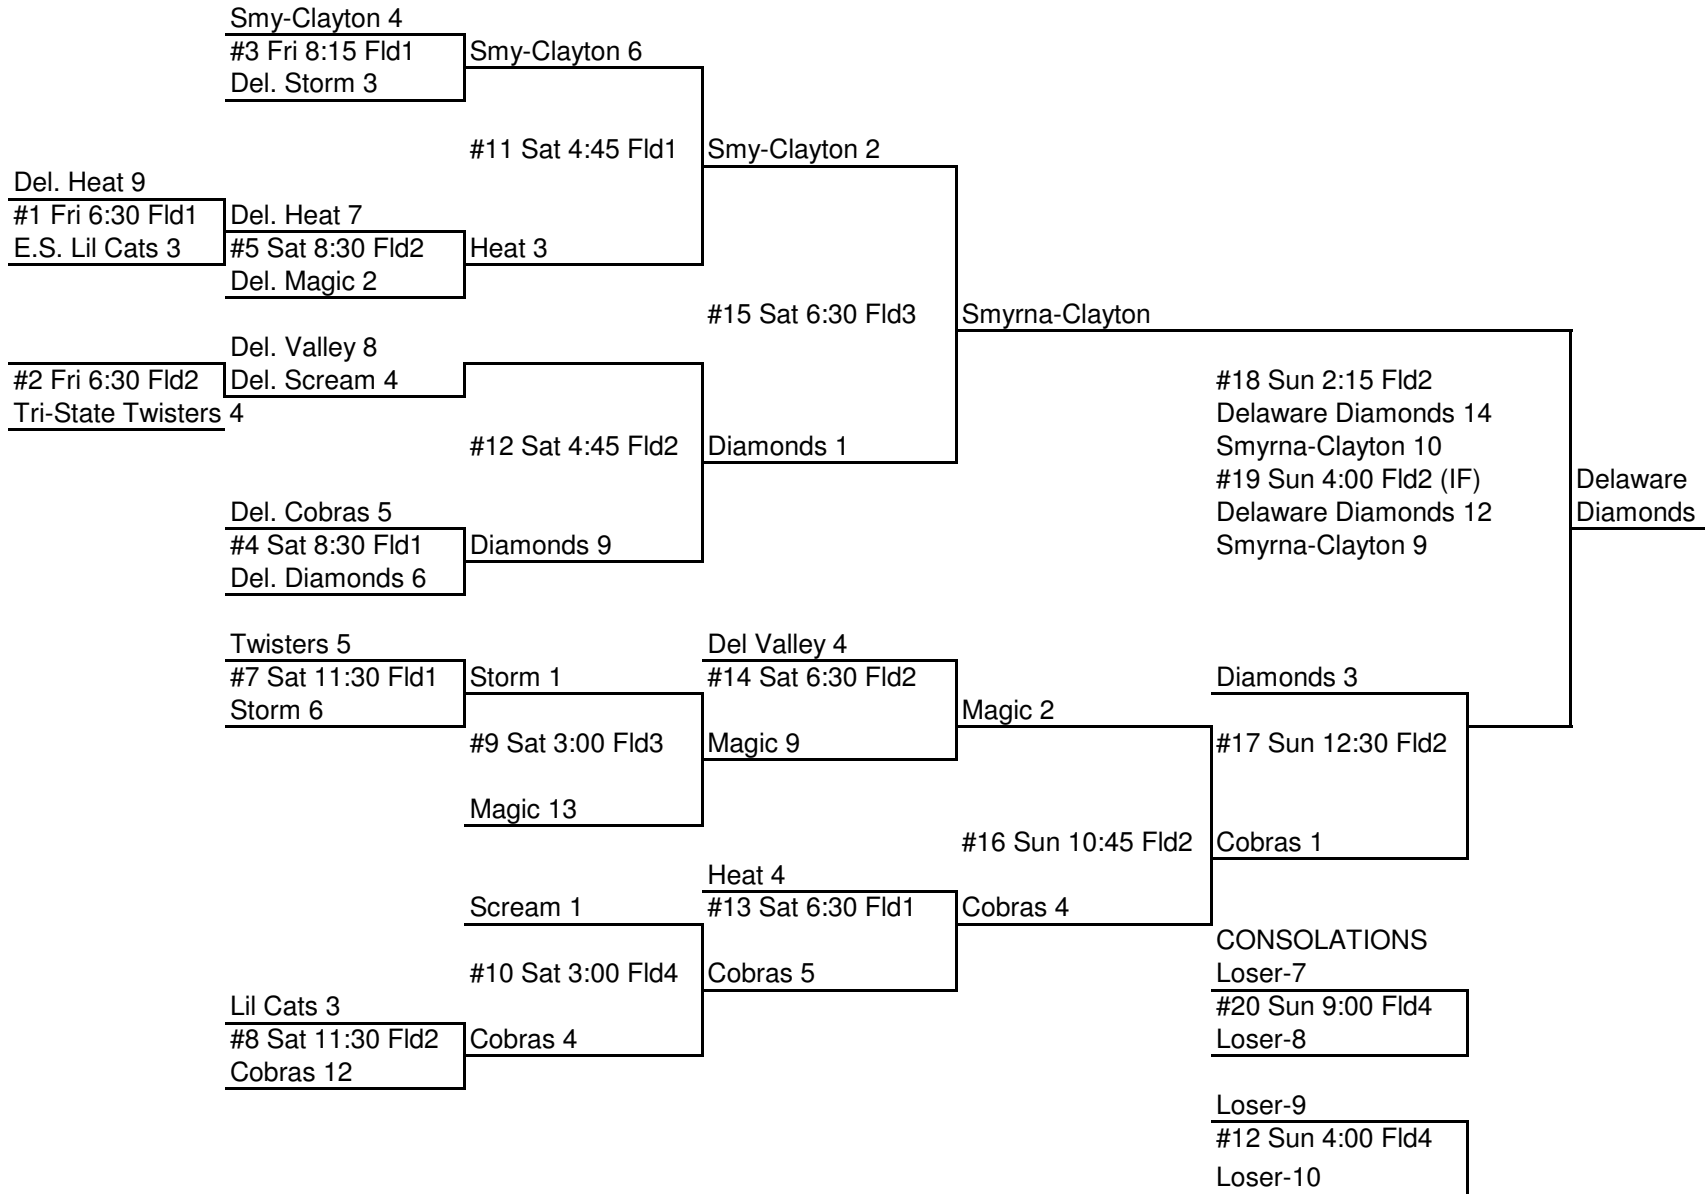 Smy-Clayton 4
#3 Fri 8:15 Fld1
Smy-Clayton 6
Del. Storm 3
#11 Sat 4:45 Fld1
Smy-Clayton 2
Del. Heat 9
#1 Fri 6:30 Fld1
Del. Heat 7
E.S. Lil Cats 3
#5 Sat 8:30 Fld2
Heat 3
Del. Magic 2
#15 Sat 6:30 Fld3
Smyrna-Clayton
Del. Valley 8
#2 Fri 6:30 Fld2
Del. Scream 4
#18 Sun 2:15 Fld2
Tri-State Twisters 4
Delaware Diamonds 14
#12 Sat 4:45 Fld2
Diamonds 1
Smyrna-Clayton 10
#19 Sun 4:00 Fld2 (IF)
Delaware
Del. Cobras 5
Delaware Diamonds 12
Diamonds
#4 Sat 8:30 Fld1
Diamonds 9
Smyrna-Clayton 9
Del. Diamonds 6
Twisters 5
Del Valley 4
#7 Sat 11:30 Fld1
Storm 1
#14 Sat 6:30 Fld2
Diamonds 3
Storm 6
Magic 2
#9 Sat 3:00 Fld3
Magic 9
#17 Sun 12:30 Fld2
Magic 13
#16 Sun 10:45 Fld2
Cobras 1
Heat 4
Scream 1
#13 Sat 6:30 Fld1
Cobras 4
CONSOLATIONS
#10 Sat 3:00 Fld4
Cobras 5
Loser-7
Lil Cats 3
#20 Sun 9:00 Fld4
#8 Sat 11:30 Fld2
Cobras 4
Loser-8
Cobras 12
Loser-9
#12 Sun 4:00 Fld4
Loser-10